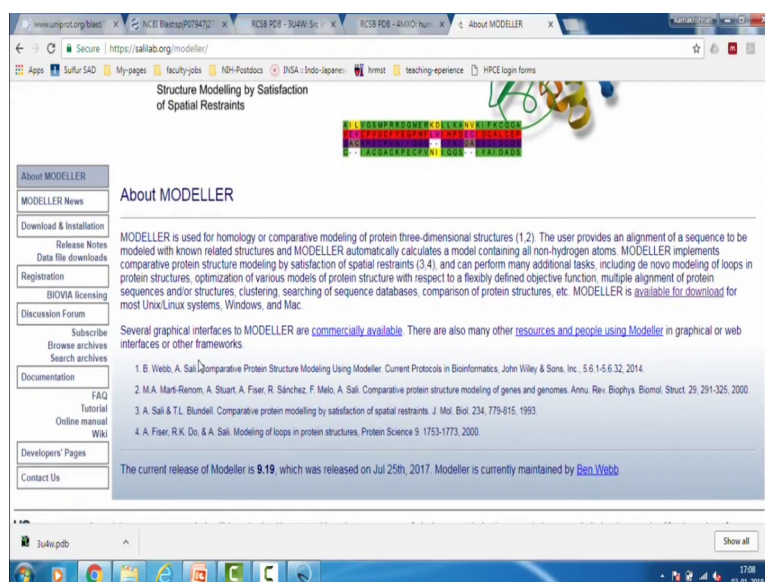 www.uniprot.org/blast/
NCBI Blast:sp|P07947|27
RCSB PDB - 3U4W: Src
RCSB PDB - 4MXO: hum
About MODELLER
Secure | https://salilab.org/modeller/
Apps Sulfur SAD My-pages faculty-jobs NIH-Postdocs INSA :: Indo-Japanes hrmst teaching-eperience HPCE login forms
Structure Modelling by Satisfaction
of Spatial Restraints
About MODELLER
MODELLER News
Download & Installation
Release Notes
Data file downloads
Registration
BIOVIA licensing
Discussion Forum
Subscribe
Browse archives
Search archives
Documentation
FAQ
Tutorial
Online manual
Wiki
Developers' Pages
Contact Us
About MODELLER
MODELLER is used for homology or comparative modeling of protein three-dimensional structures (1,2). The user provides an alignment of a sequence to be
modeled with known related structures and MODELLER automatically calculates a model containing all non-hydrogen atoms. MODELLER implements
comparative protein structure modeling by satisfaction of spatial restraints (3,4), and can perform many additional tasks, including de novo modeling of loops in
protein structures, optimization of various models of protein structure with respect to a flexibly defined objective function, multiple alignment of protein
sequences and/or structures, clustering, searching of sequence databases, comparison of protein structures, etc. MODELLER is available for download for
most Unix/Linux systems, Windows, and Mac.
Several graphical interfaces to MODELLER are commercially available. There are also many other resources and people using Modeller in graphical or web
interfaces or other frameworks.
1. B. Webb, A. Sali. Comparative Protein Structure Modeling Using Modeller. Current Protocols in Bioinformatics, John Wiley & Sons, Inc., 5.6.1-5.6.32, 2014.
2. M.A. Marti-Renom, A. Stuart, A. Fiser, R. Sánchez, F. Melo, A. Sali. Comparative protein structure modeling of genes and genomes. Annu. Rev. Biophys. Biomol. Struct. 29, 291-325, 2000.
3. A. Sali & T.L. Blundell. Comparative protein modelling by satisfaction of spatial restraints. J. Mol. Biol. 234, 779-815, 1993.
4. A. Fiser, R.K. Do, & A. Sali. Modeling of loops in protein structures, Protein Science 9. 1753-1773, 2000.
The current release of Modeller is 9.19, which was released on Jul 25th, 2017. Modeller is currently maintained by Ben Webb.
3u4w.pdb
Show all
17:08